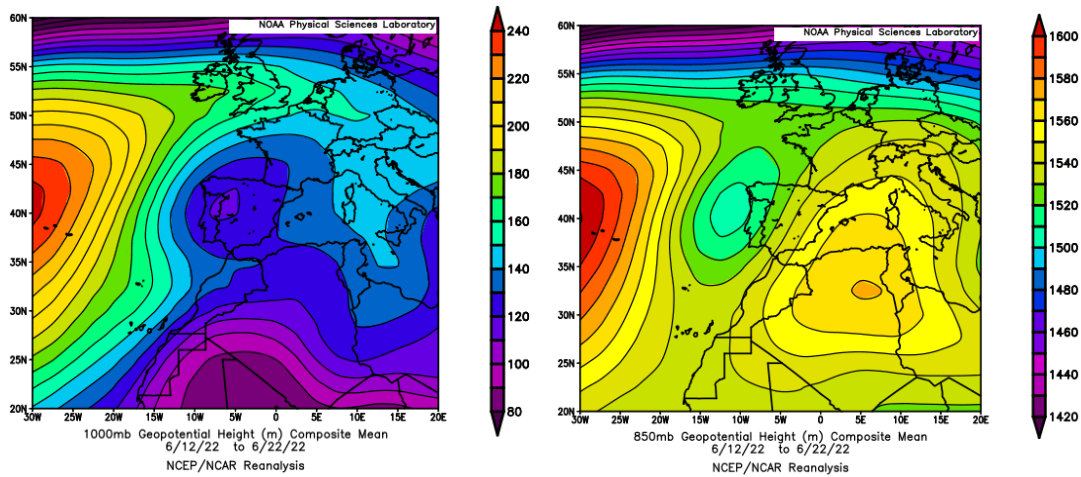 NOAA Physical Sciences Laboratory
60N
55N
50N
45N
40N
35N
30N
25N
20N
30W 25W 20W 15W 10W 5W 0 5E 10E 15E 20E
240
220
200
180
160
140
120
100
80
1000mb Geopotential Height (m) Composite Mean
6/12/22 to 6/22/22
NCEP/NCAR Reanalysis
NOAA Physical Sciences Laboratory
60N
55N
50N
45N
40N
35N
30N
25N
20N
30W 25W 20W 15W 10W 5W 0 5E 10E 15E 20E
1600
1580
1560
1540
1520
1500
1480
1460
1440
1420
850mb Geopotential Height (m) Composite Mean
6/12/22 to 6/22/22
NCEP/NCAR Reanalysis